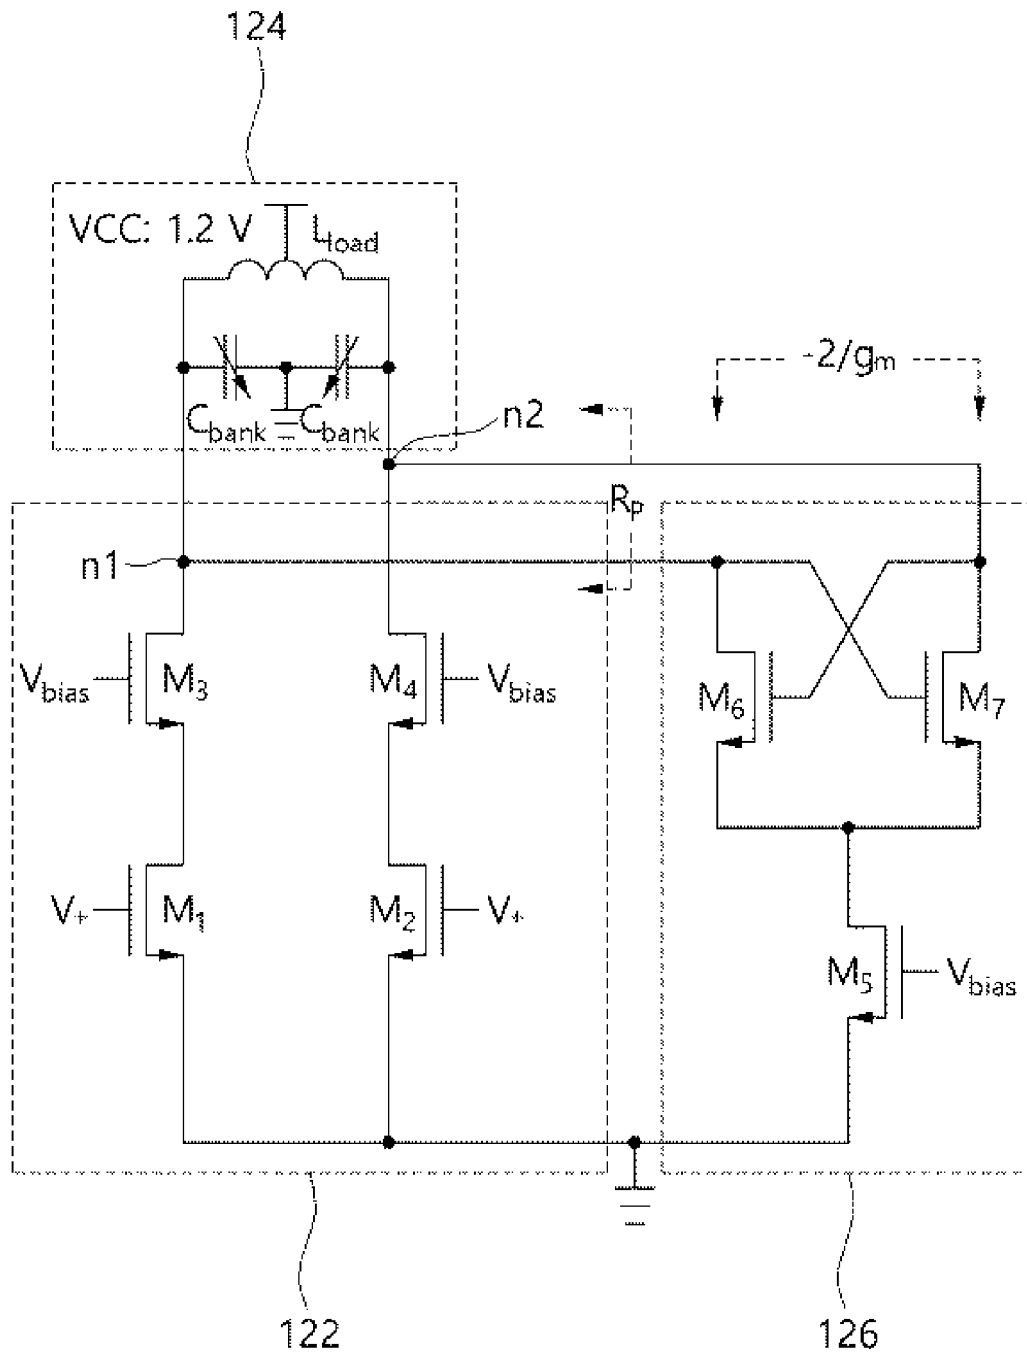 124
VCC: 1.2 V
Lload
Cbank
Cbank
-2/gm
n2
Rp
n1
Vbias
M3
M4
Vbias
M6
M7
V+
M1
M2
V+
M5
Vbias
122
126